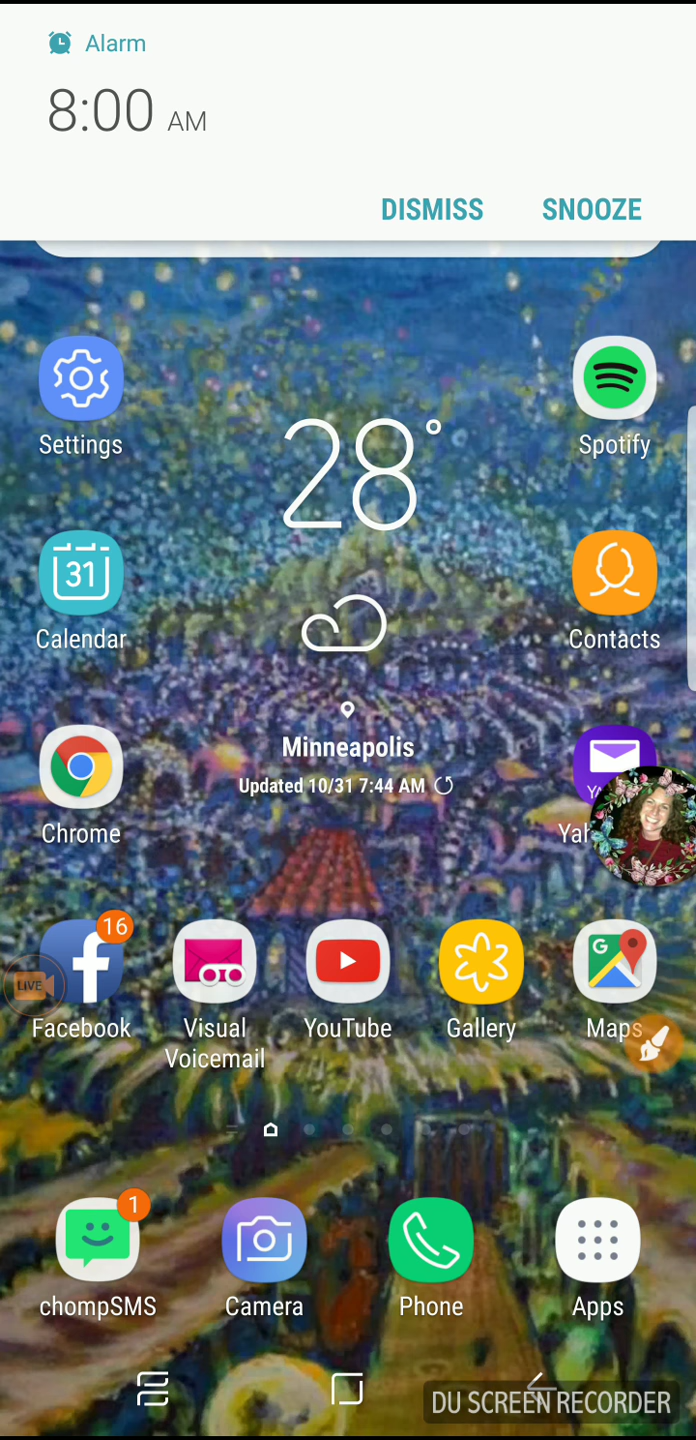 Alarm
8:00 AM
DISMISS SNOOZE
28°
Settings
Spotify
31
Calendar
Contacts
Minneapolis
Updated 10/31 7:44 AM
Chrome
16
LIVE
G
Facebook
Visual Voicemail
YouTube
Gallery
Maps
1
chompSMS
Camera
Phone
Apps
DU SCREEN RECORDER